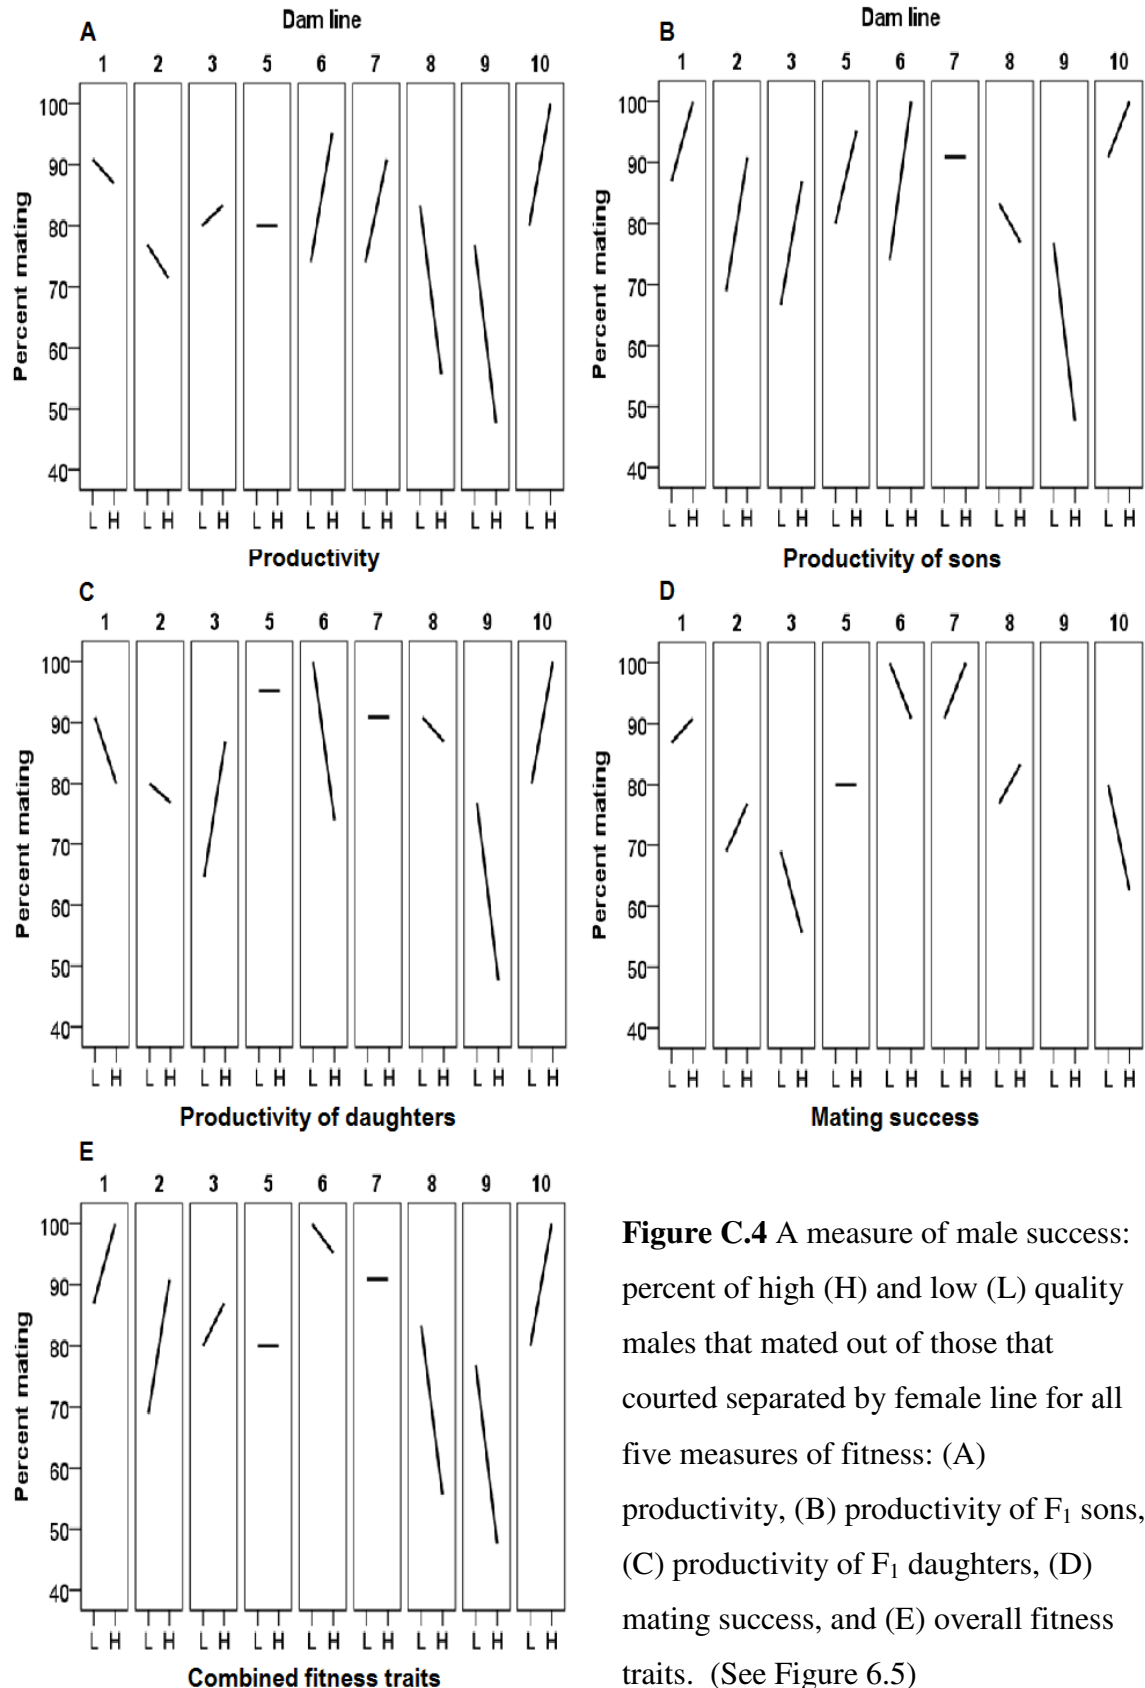 A
Dam line
1 2 3 5 6 7 8 9 10
100
90
80
70
60
50
40
Percent mating
L H L H L H L H L H L H L H L H L H
Productivity
B
Dam line
1 2 3 5 6 7 8 9 10
100
90
80
70
60
50
40
Percent mating
L H L H L H L H L H L H L H L H L H
Productivity of sons
C
1 2 3 5 6 7 8 9 10
100
90
80
70
60
50
40
Percent mating
L H L H L H L H L H L H L H L H L H
Productivity of daughters
D
1 2 3 5 6 7 8 9 10
100
90
80
70
60
50
40
Percent mating
L H L H L H L H L H L H L H L H L H
Mating success
E
1 2 3 5 6 7 8 9 10
100
90
80
70
60
50
40
Percent mating
L H L H L H L H L H L H L H L H L H
Combined fitness traits
Figure C.4 A measure of male success:
percent of high (H) and low (L) quality
males that mated out of those that
courted separated by female line for all
five measures of fitness: (A)
productivity, (B) productivity of F₁ sons,
(C) productivity of F₁ daughters, (D)
mating success, and (E) overall fitness
traits. (See Figure 6.5)